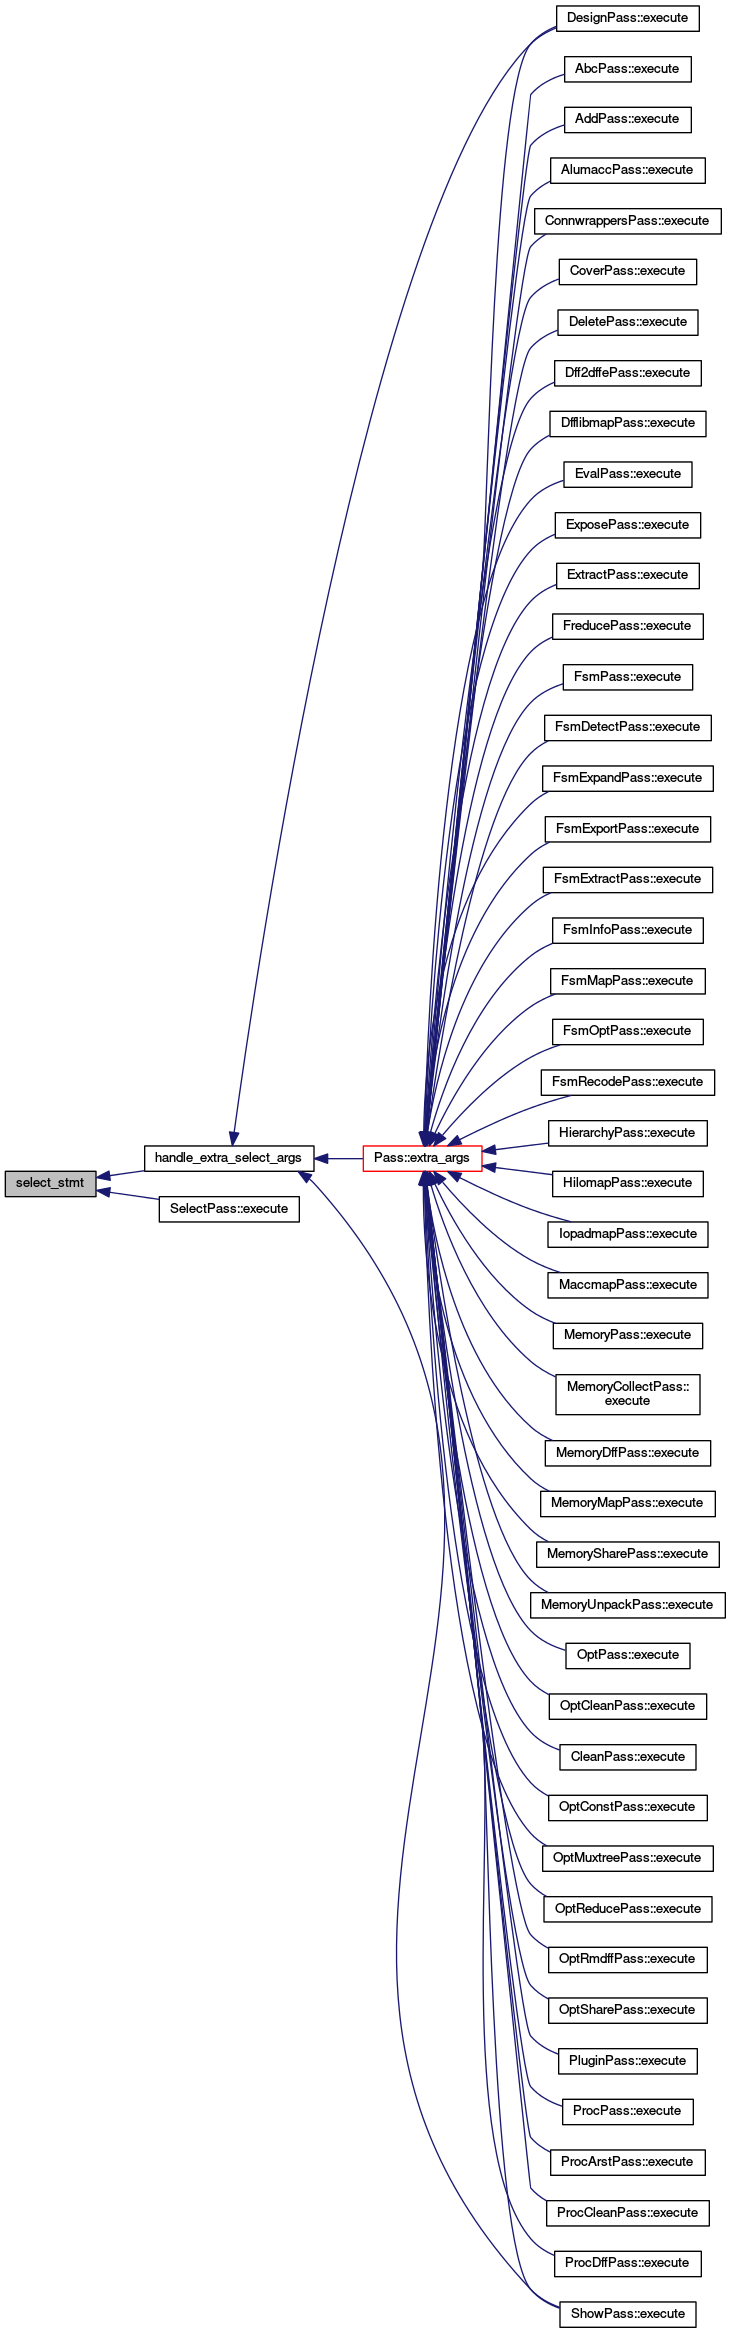 DesignPass::execute
AbcPass::execute
AddPass::execute
AlumaccPass::execute
ConnwrappersPass::execute
CoverPass::execute
DeletePass::execute
Dff2dffePass::execute
DfflibmapPass::execute
EvalPass::execute
ExposePass::execute
ExtractPass::execute
FreducePass::execute
FsmPass::execute
FsmDetectPass::execute
FsmExpandPass::execute
FsmExportPass::execute
FsmExtractPass::execute
FsmInfoPass::execute
FsmMapPass::execute
FsmOptPass::execute
FsmRecodePass::execute
HierarchyPass::execute
handle_extra_select_args
Pass::extra_args
select_stmt
HilomapPass::execute
SelectPass::execute
IopadmapPass::execute
MaccmapPass::execute
MemoryPass::execute
MemoryCollectPass::
execute
MemoryDffPass::execute
MemoryMapPass::execute
MemorySharePass::execute
MemoryUnpackPass::execute
OptPass::execute
OptCleanPass::execute
CleanPass::execute
OptConstPass::execute
OptMuxtreePass::execute
OptReducePass::execute
OptRmdffPass::execute
OptSharePass::execute
PluginPass::execute
ProcPass::execute
ProcArstPass::execute
ProcCleanPass::execute
ProcDffPass::execute
ShowPass::execute